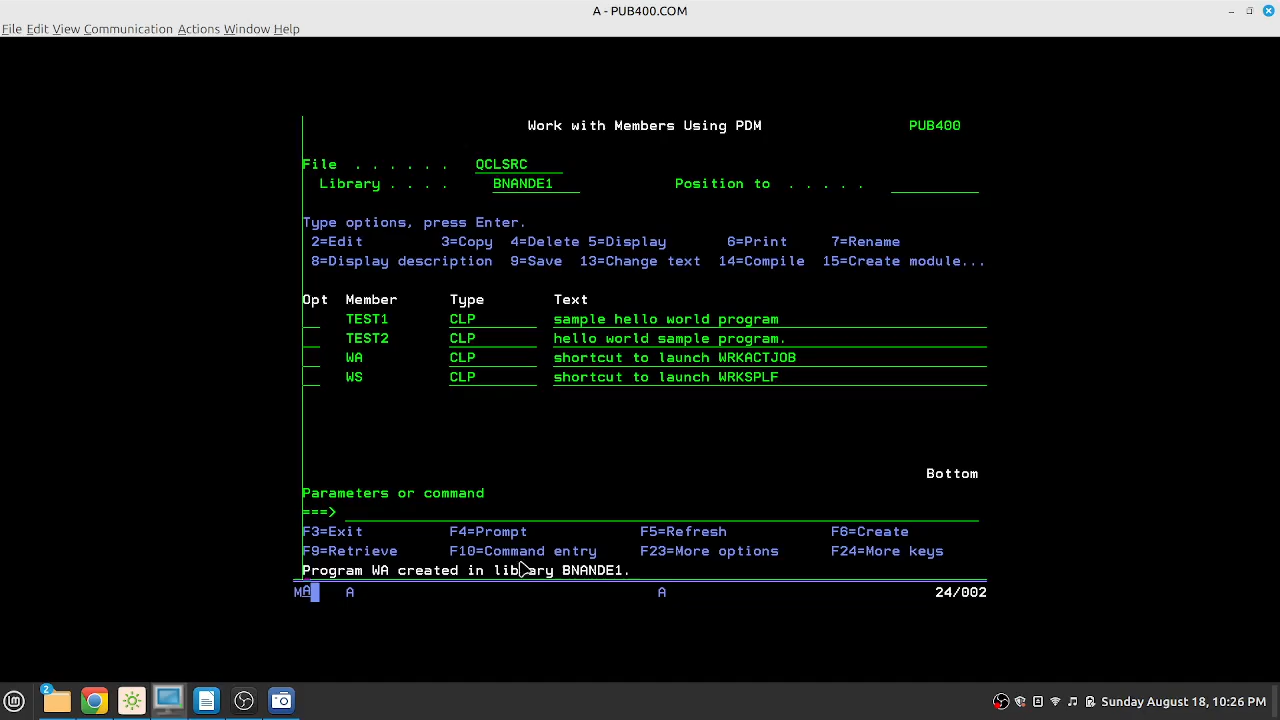 A - PUB400.COM
File Edit View Communication Actions Window Help
Work with Members Using PDM PUB400
File . . . . . . QCLSRC
Library . . . . BNANDE1 Position to . . . . .
Type options, press Enter.
2=Edit 3=Copy 4=Delete 5=Display 6=Print 7=Rename
8=Display description 9=Save 13=Change text 14=Compile 15=Create module...
Opt Member Type Text
TEST1 CLP sample hello world program
TEST2 CLP hello world sample program.
WA CLP shortcut to launch WRKACTJOB
WS CLP shortcut to launch WRKSPLF
Bottom
Parameters or command
===>
F3=Exit F4=Prompt F5=Refresh F6=Create
F9=Retrieve F10=Command entry F23=More options F24=More keys
Program WA created in library BNANDE1.
MA A A 24/002
2 Sunday August 18, 10:26 PM